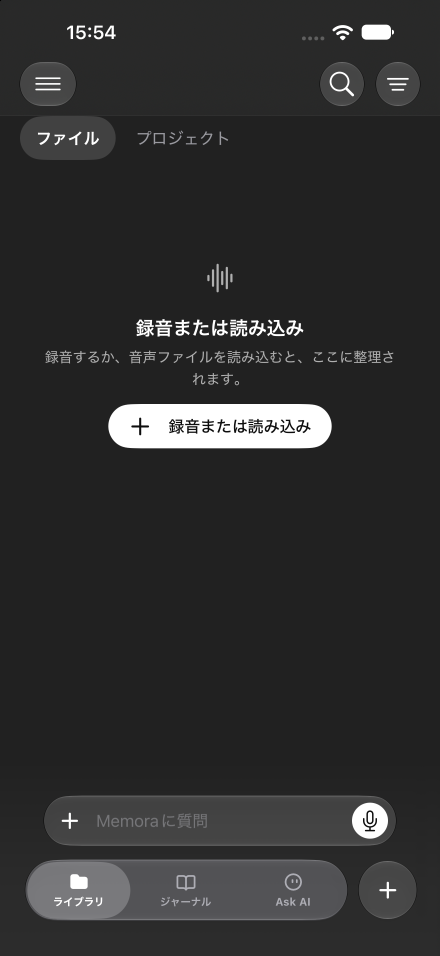 15:54
ファイル
プロジェクト
録音または読み込み
録音するか、音声ファイルを読み込むと、ここに整理さ
れます。
録音または読み込み
Memoraに質問
ライブラリ
ジャーナル
Ask AI